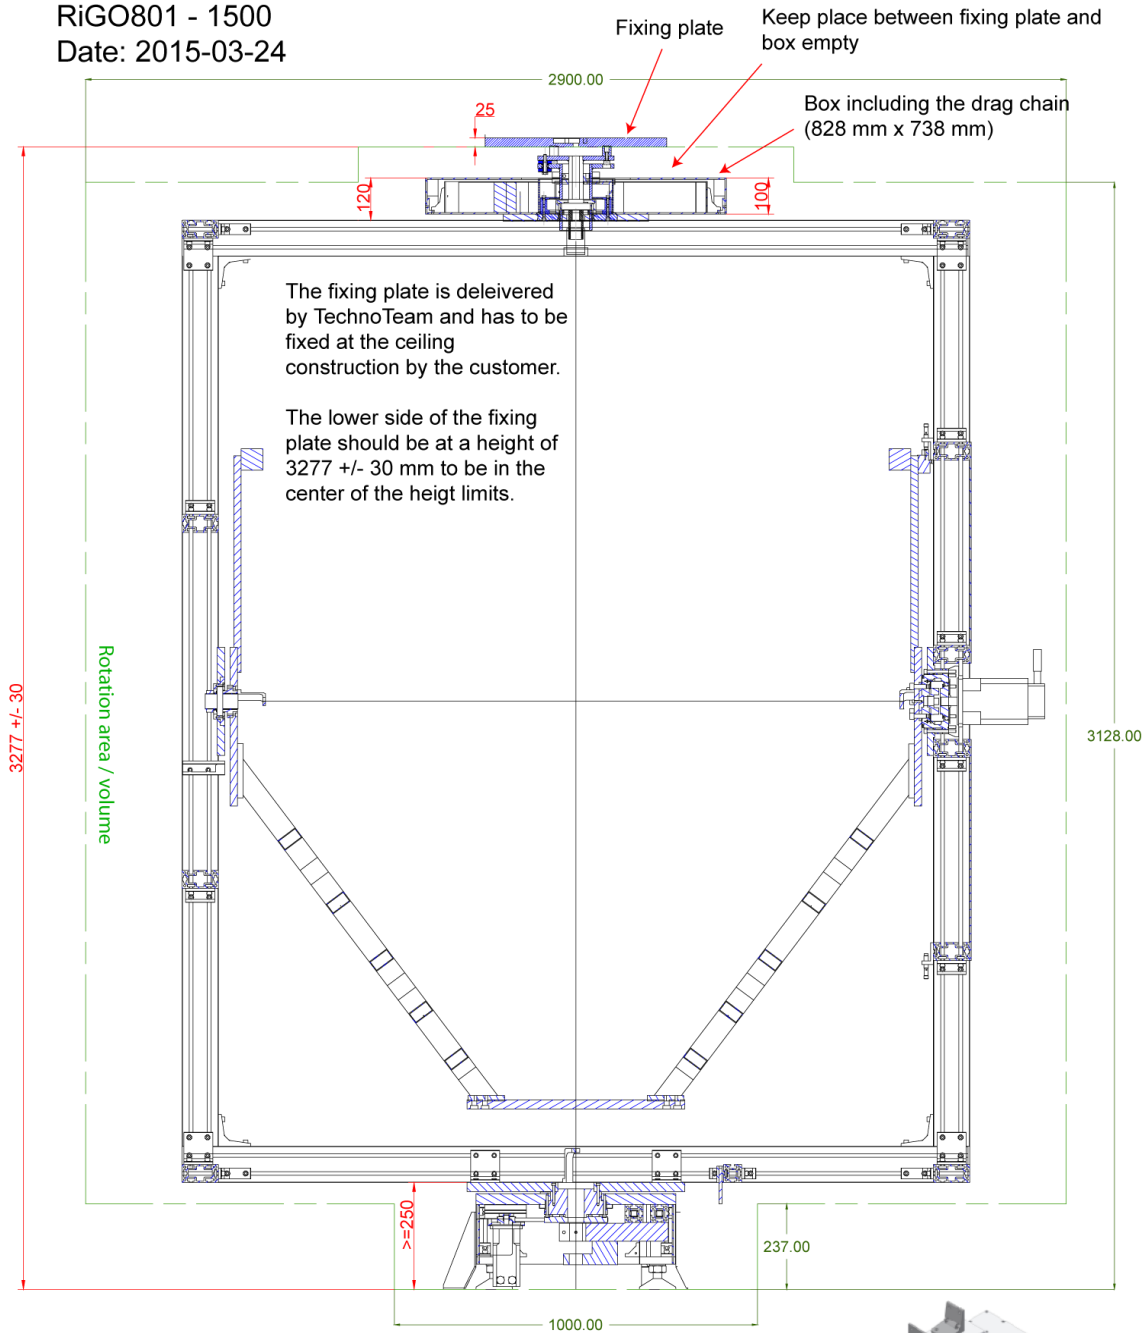 RiGO801 - 1500
Date: 2015-03-24
Fixing plate
Keep place between fixing plate and
box empty
2900.00
25
Box including the drag chain
(828 mm x 738 mm)
120
100
The fixing plate is deleivered
by TechnoTeam and has to be
fixed at the ceiling
construction by the customer.
The lower side of the fixing
plate should be at a height of
3277 +/- 30 mm to be in the
center of the heigt limits.
Rotation area / volume
3277 +/- 30
3128.00
>=250
237.00
1000.00